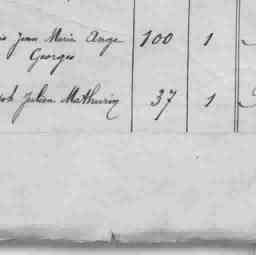 Jean Marie Ange 100 1
Georges
Julien Mathurin 37 1